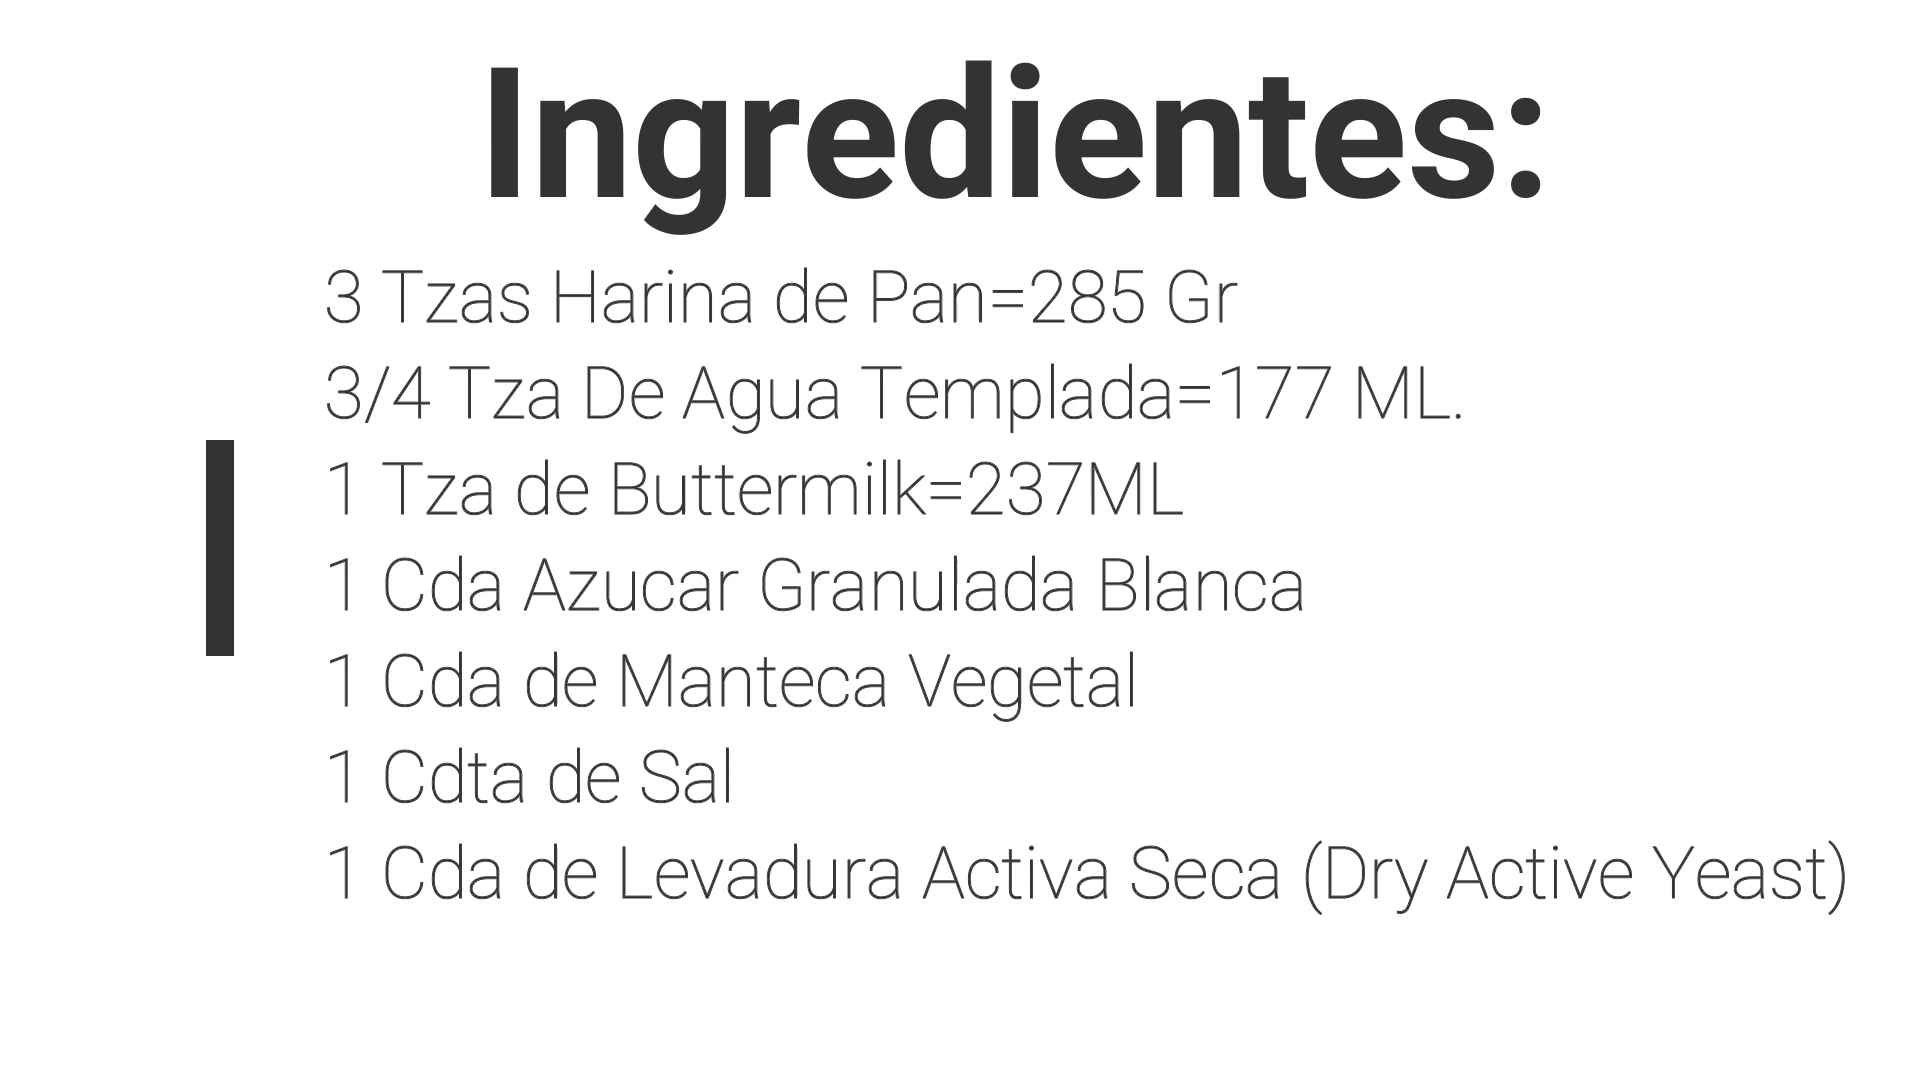 Ingredientes:
3 Tzas Harina de Pan=285 Gr
3/4 Tza De Agua Templada=177 ML.
1 Tza de Buttermilk=237ML
1 Cda Azucar Granulada Blanca
1 Cda de Manteca Vegetal
1 Cdta de Sal
1 Cda de Levadura Activa Seca (Dry Active Yeast)